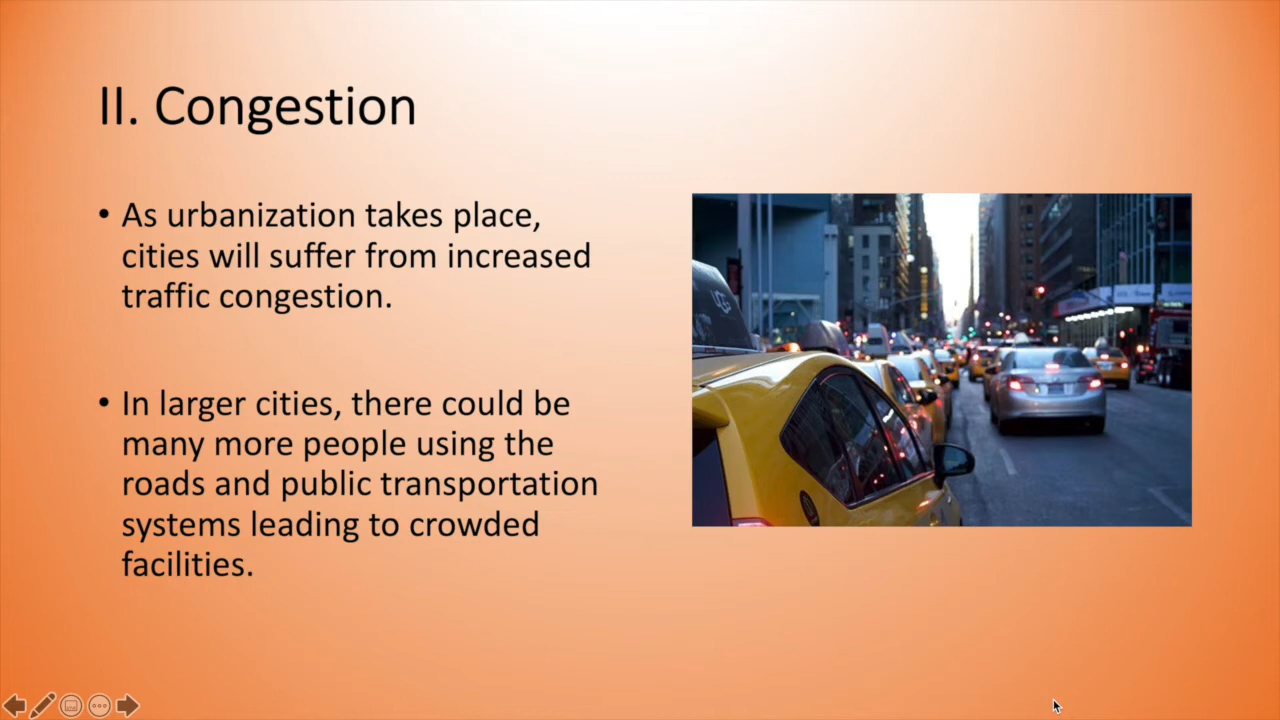 II. Congestion
• As urbanization takes place,
cities will suffer from increased
traffic congestion.
• In larger cities, there could be
many more people using the
roads and public transportation
systems leading to crowded
facilities.